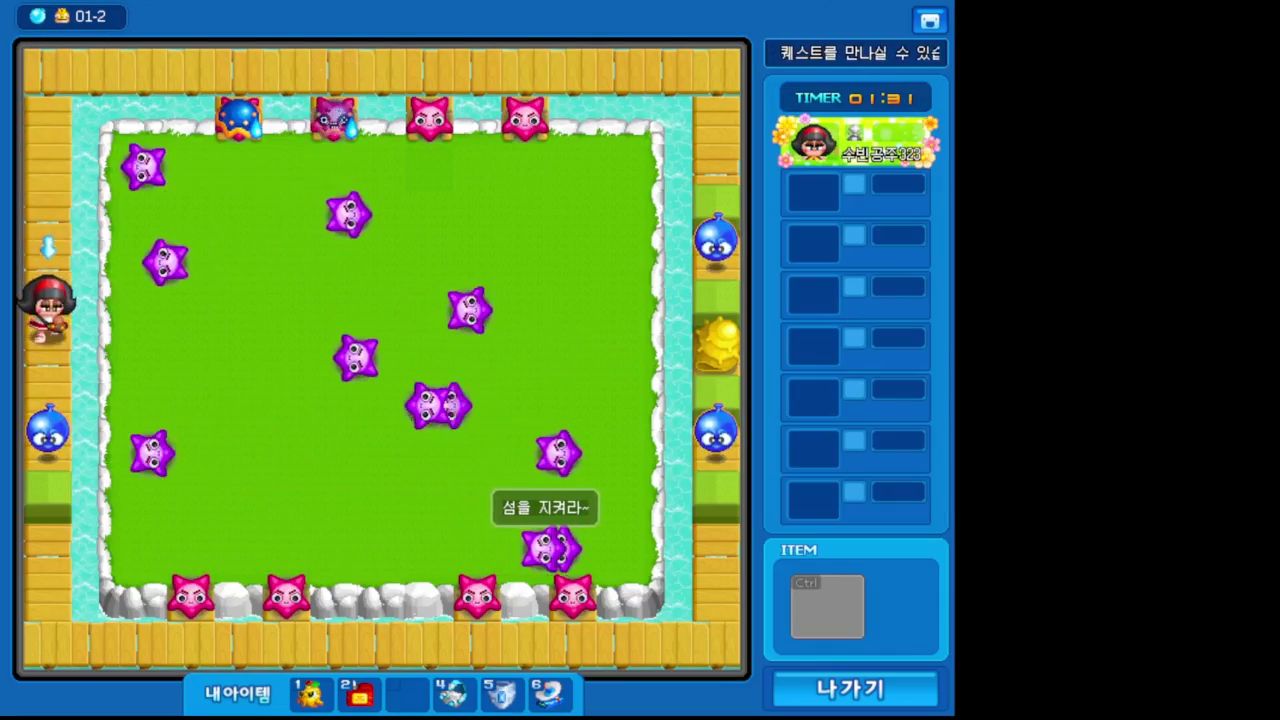 01-2
퀘스트를 만나실 수 있습
TIMER 01:31
수빈공주323
섬을 지켜라~
ITEM
Ctrl
내아이템 1 2 4 5 6
나가기